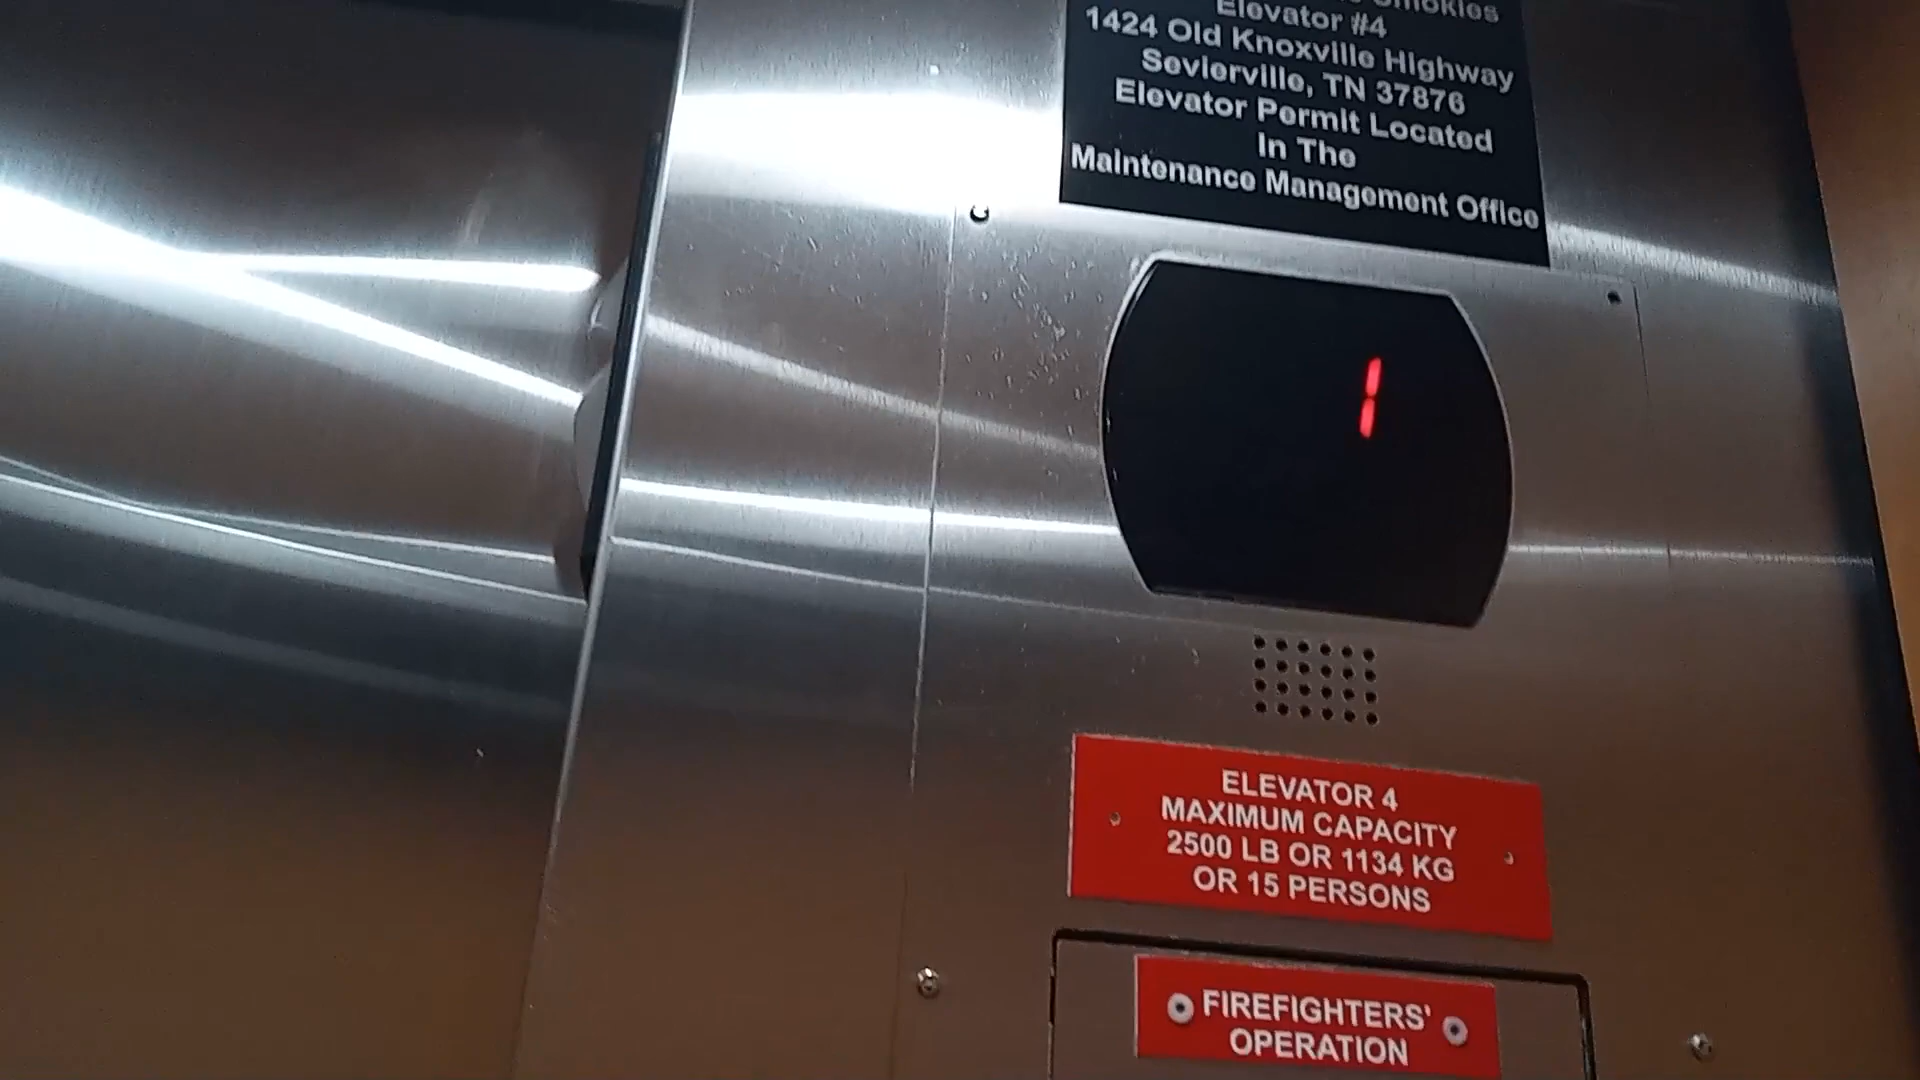 Smokies
Elevator #4
1424 Old Knoxville Highway
Sevierville, TN 37876
Elevator Permit Located
In The
Maintenance Management Office
1
ELEVATOR 4
MAXIMUM CAPACITY
2500 LB OR 1134 KG
OR 15 PERSONS
FIREFIGHTERS'
OPERATION